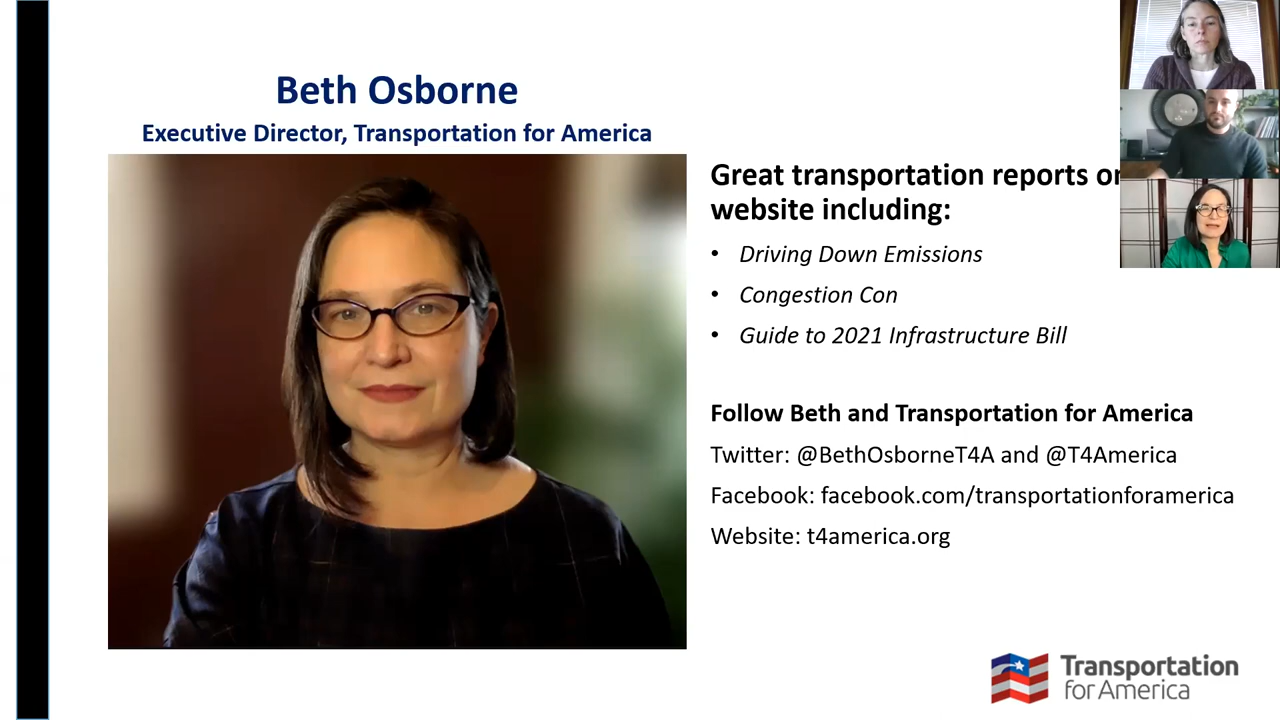 Beth Osborne
Executive Director, Transportation for America
Great transportation reports on
website including:
• Driving Down Emissions
• Congestion Con
• Guide to 2021 Infrastructure Bill
Follow Beth and Transportation for America
Twitter: @BethOsborneT4A and @T4America
Facebook: facebook.com/transportationforamerica
Website: t4america.org
Transportation
for America